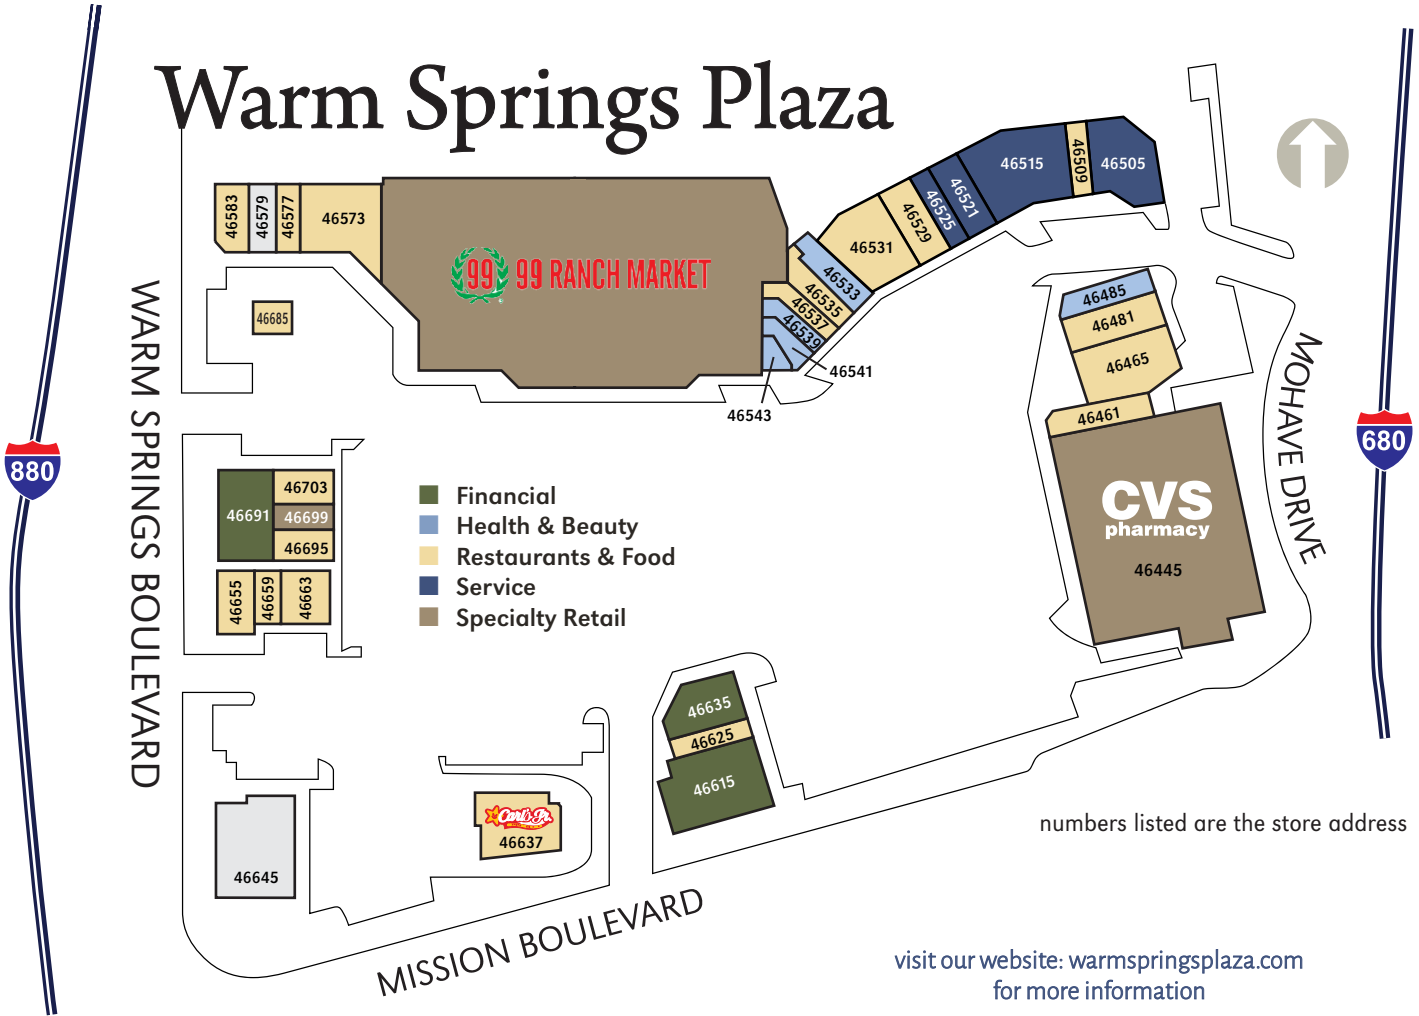 Warm Springs Plaza
46583
46579
46577
46573
99 99 RANCH MARKET
46685
46531
46529
46525
46521
46515
46509
46505
46533
46535
46537
46539
46541
46543
46485
46481
46465
46461
CVS
pharmacy
46445
WARM SPRINGS BOULEVARD
MOHAVE DRIVE
880
680
46691
46703
46699
46695
46655
46659
46663
Financial
Health & Beauty
Restaurants & Food
Service
Specialty Retail
46635
46625
46615
46645
Carl's Jr.
46637
MISSION BOULEVARD
numbers listed are the store address
visit our website: warmspringsplaza.com
for more information